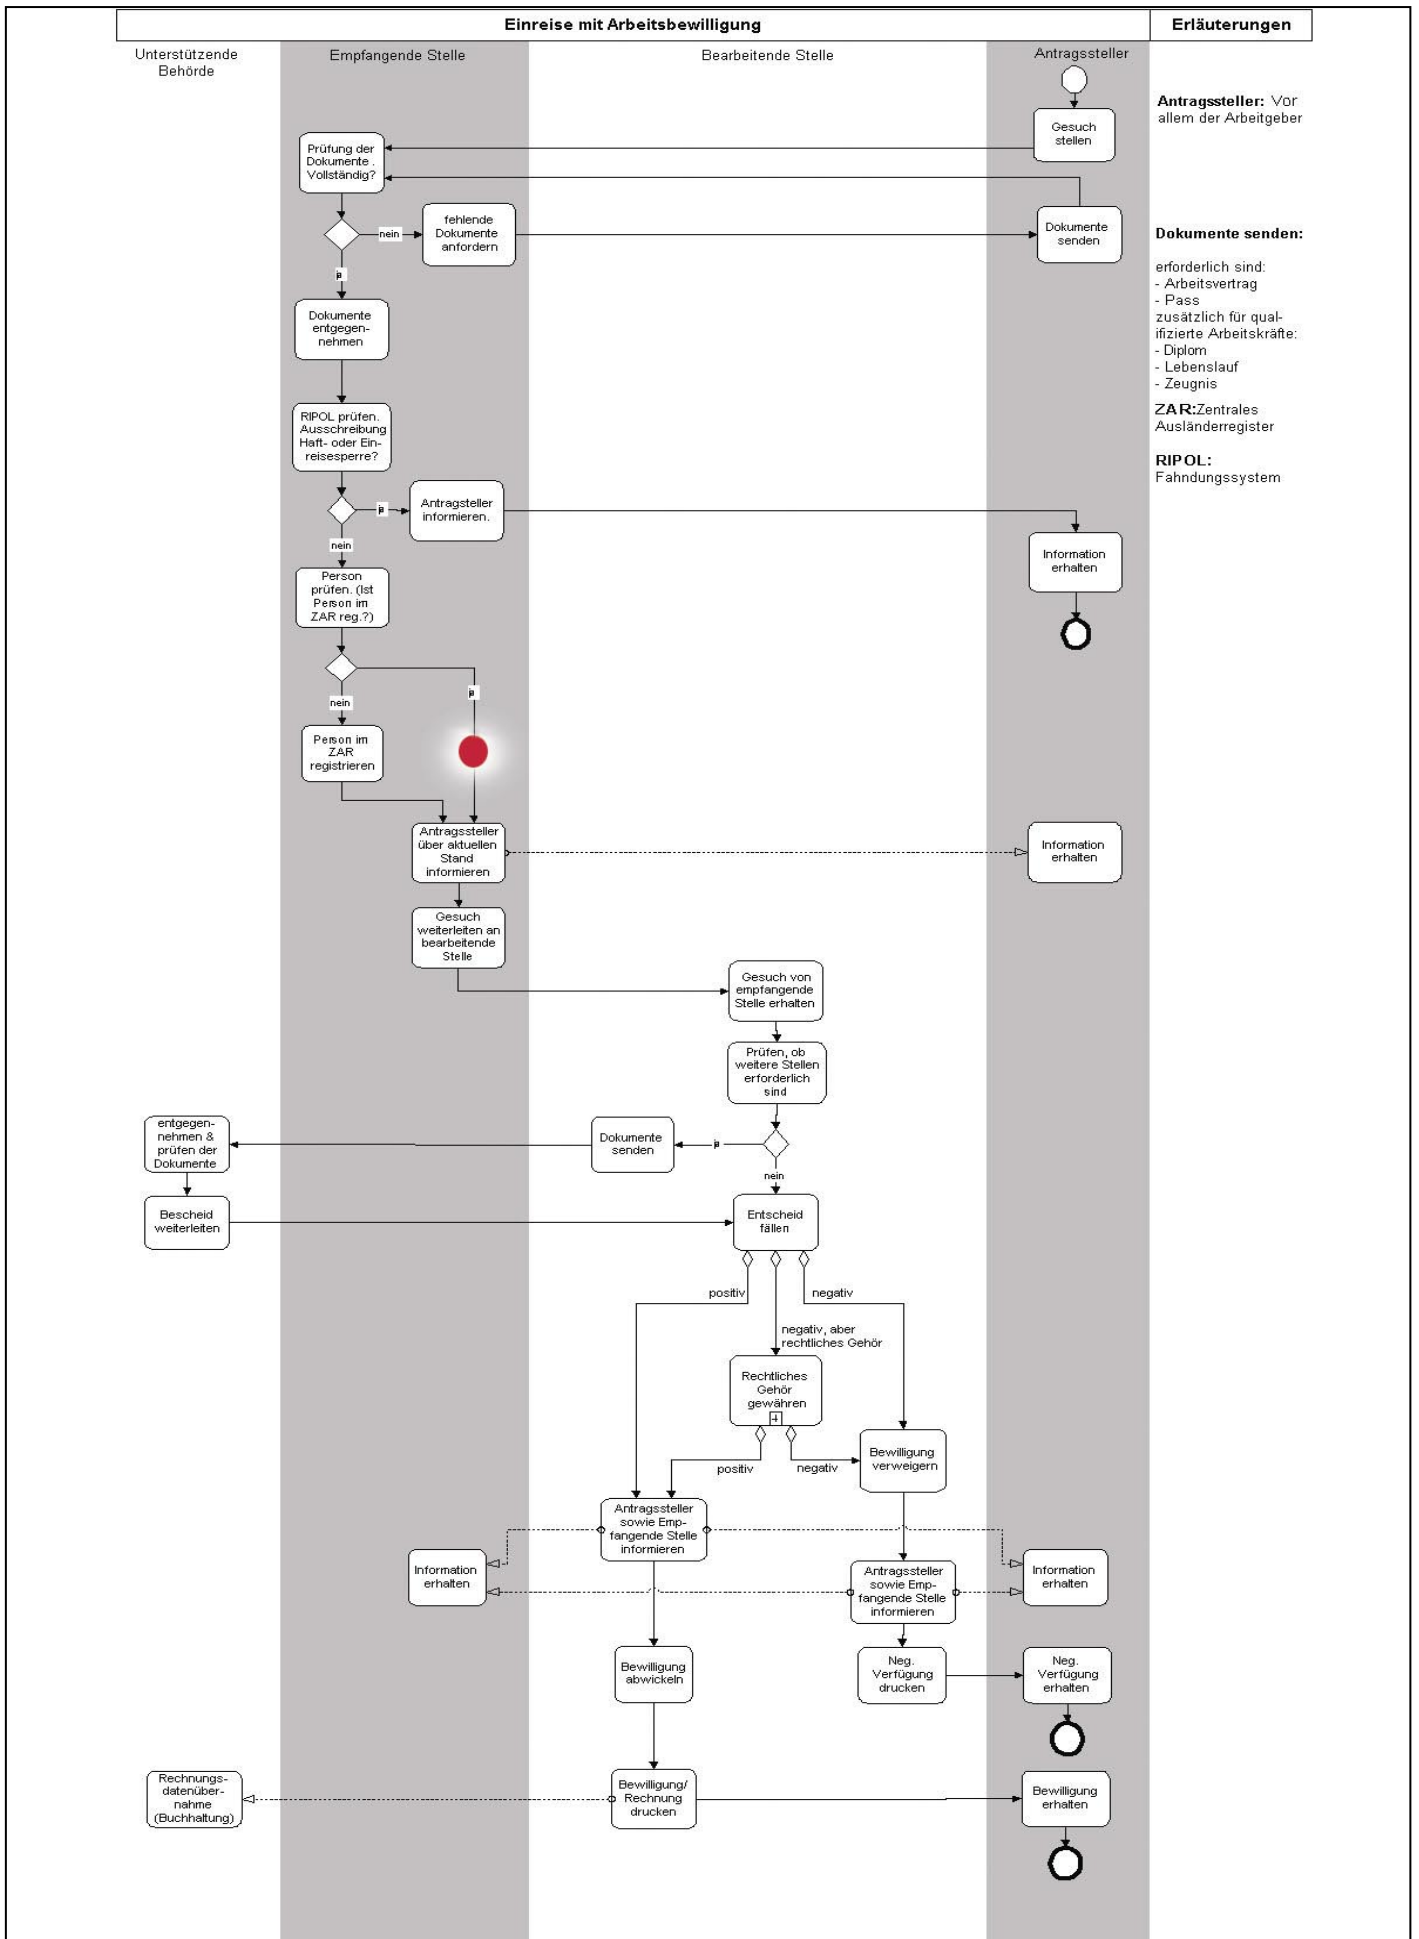 Einreise mit Arbeitsbewilligung
Erläuterungen
Unterstützende
Behörde
Empfangende Stelle
Bearbeitende Stelle
Antragssteller
Antragssteller: Vor
allem der Arbeitgeber
Gesuch
stellen
Prüfung der
Dokumente .
Vollständig?
nein
fehlende
Dokumente
anfordern
Dokumente
senden
Dokumente senden:
erforderlich sind:
- Arbeitsvertrag
- Pass
zusätzlich für qual-
ifizierte Arbeitskräfte:
- Diplom
- Lebenslauf
- Zeugnis
ZAR:Zentrales
Ausländerregister
RIPOL:
Fahndungssystem
ja
Dokumente
entgegen-
nehmen
RIPOL prüfen.
Ausschreibung
Haft- oder Ein-
reisesperre?
ja
Antragsteller
informieren.
Information
erhalten
nein
Person
prüfen. (Ist
Person im
ZAR reg.?)
ja
nein
Person im
ZAR
registrieren
Antragssteller
über aktuellen
Stand
informieren
Information
erhalten
Gesuch
weiterleiten an
bearbeitende
Stelle
Gesuch von
empfangende
Stelle erhalten
Prüfen, ob
weitere Stellen
erforderlich
sind
entgegen-
nehmen &
prüfen der
Dokumente
Dokumente
senden
ja
nein
Bescheid
weiterleiten
Entscheid
fällen
positiv
negativ
negativ, aber
rechtliches Gehör
Rechtliches
Gehör
gewähren
positiv
negativ
Bewilligung
verweigern
Antragssteller
sowie Emp-
fangende Stelle
informieren
Information
erhalten
Antragssteller
sowie Emp-
fangende Stelle
informieren
Information
erhalten
Bewilligung
abwickeln
Neg.
Verfügung
drucken
Neg.
Verfügung
erhalten
Rechnungs-
datenüber-
nahme
(Buchhaltung)
Bewilligung/
Rechnung
drucken
Bewilligung
erhalten